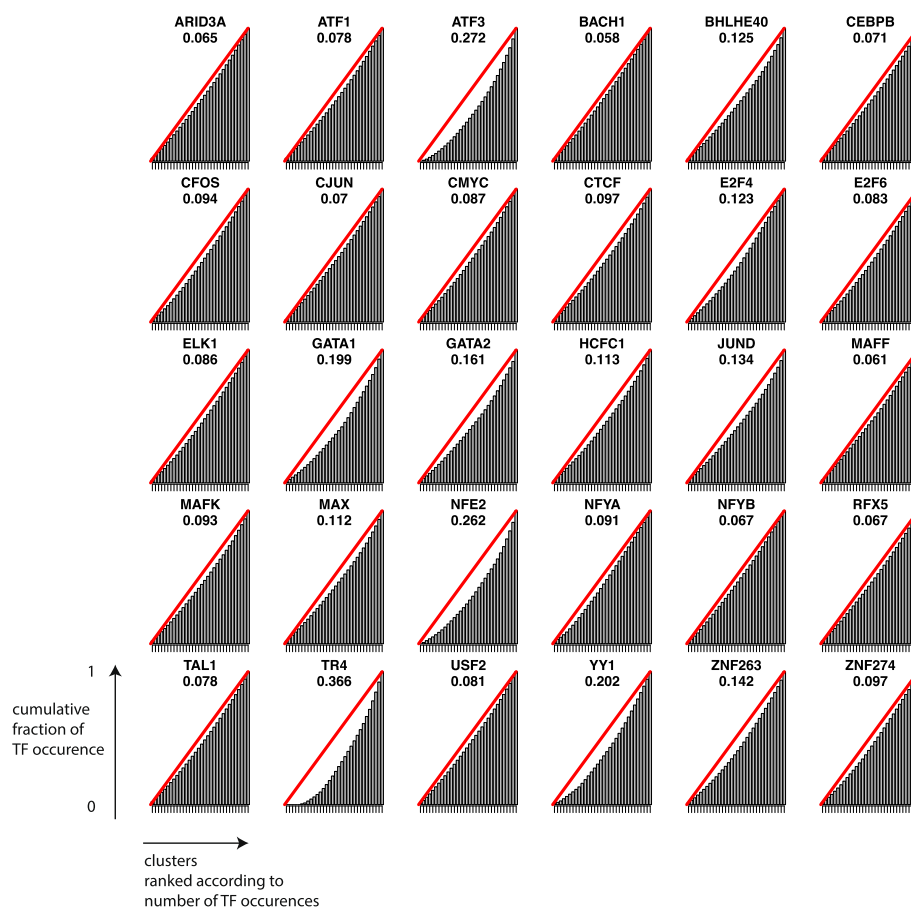 ARID3A ATF1 ATF3 BACH1 BHLHE40 CEBPB
0.065 0.078 0.272 0.058 0.125 0.071
CFOS CJUN CMYC CTCF E2F4 E2F6
0.094 0.07 0.087 0.097 0.123 0.083
ELK1 GATA1 GATA2 HCFC1 JUND MAFF
0.086 0.199 0.161 0.113 0.134 0.061
MAFK MAX NFE2 NFYA NFYB RFX5
0.093 0.112 0.262 0.091 0.067 0.067
TAL1 TR4 USF2 YY1 ZNF263 ZNF274
0.078 0.366 0.081 0.202 0.142 0.097
1
cumulative
fraction of
TF occurence
0
clusters
ranked according to
number of TF occurences